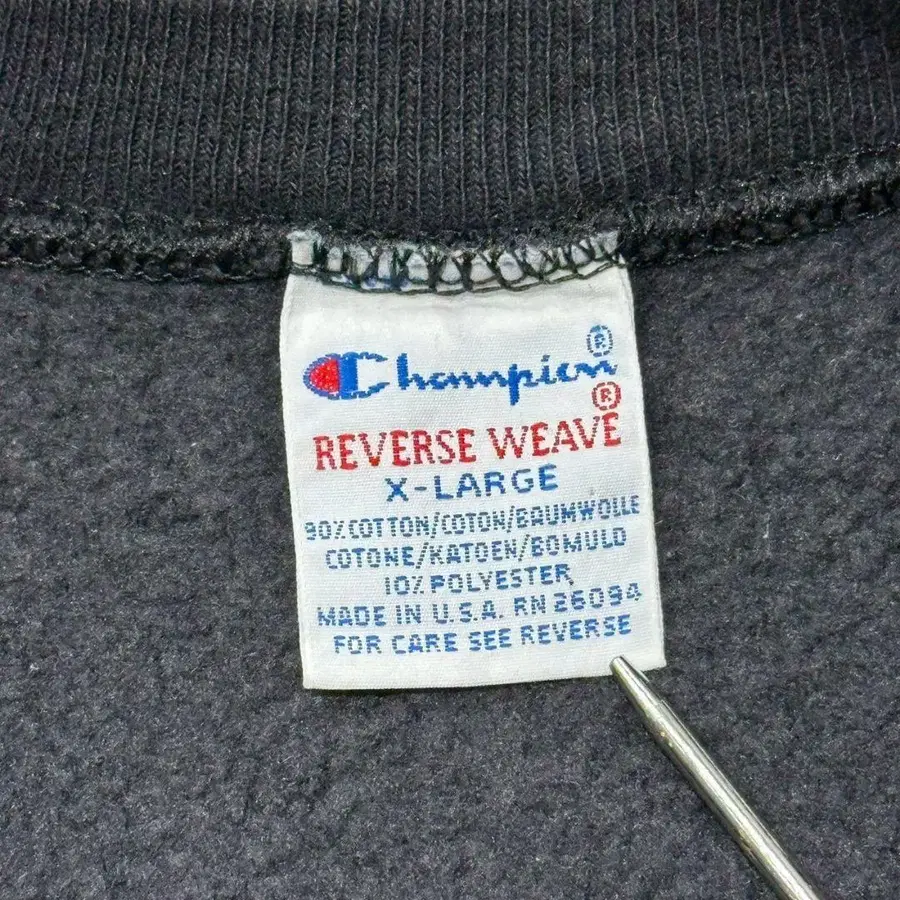 Champion®
REVERSE WEAVE®
X-LARGE
90% COTTON/COTON/BAUMWOLLE
COTONE/KATOEN/BOMULD
10% POLYESTER
MADE IN U.S.A. RN 26094
FOR CARE SEE REVERSE